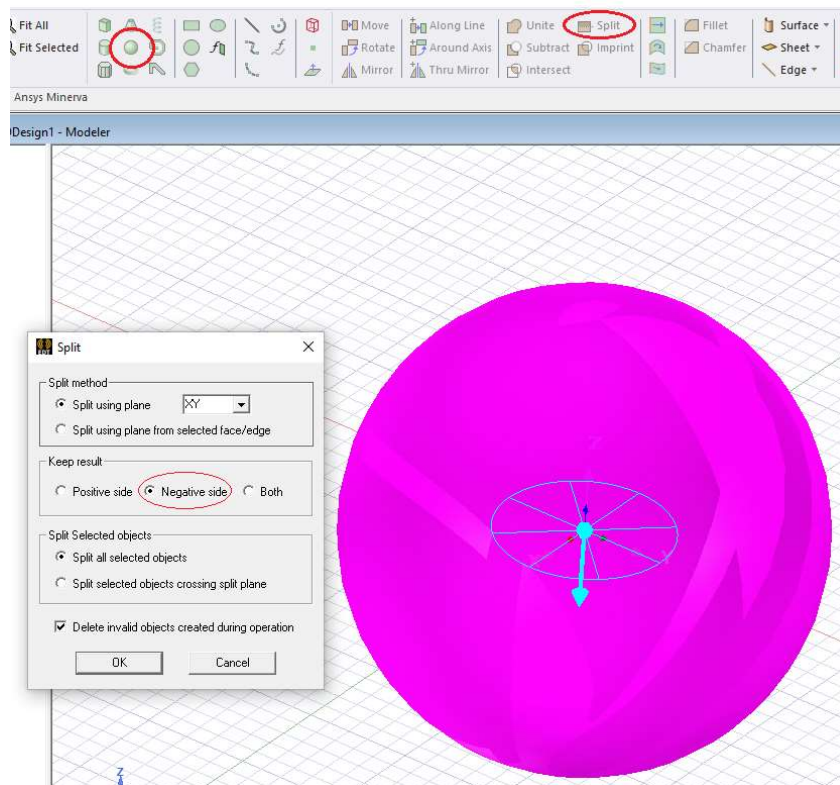 Fit All
Fit Selected
Move
Along Line
Unite
Split
Fillet
Surface
Rotate
Around Axis
Subtract
Imprint
Chamfer
Sheet
Mirror
Thru Mirror
Intersect
Edge
Ansys Minerva
Design1 - Modeler
Split
Split method
Split using plane
XY
Split using plane from selected face/edge
Keep result
Positive side
Negative side
Both
Split Selected objects
Split all selected objects
Split selected objects crossing split plane
Delete invalid objects created during operation
OK
Cancel
Z
X
Z